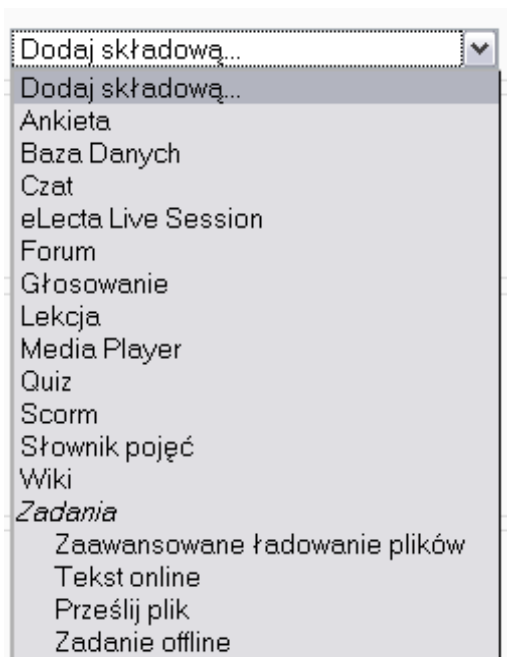 Dodaj składową...
Dodaj składową...
Ankieta
Baza Danych
Czat
eLecta Live Session
Forum
Głosowanie
Lekcja
Media Player
Quiz
Scorm
Słownik pojęć
Wiki
Zadania
Zaawansowane ładowanie plików
Tekst online
Prześlij plik
Zadanie offline